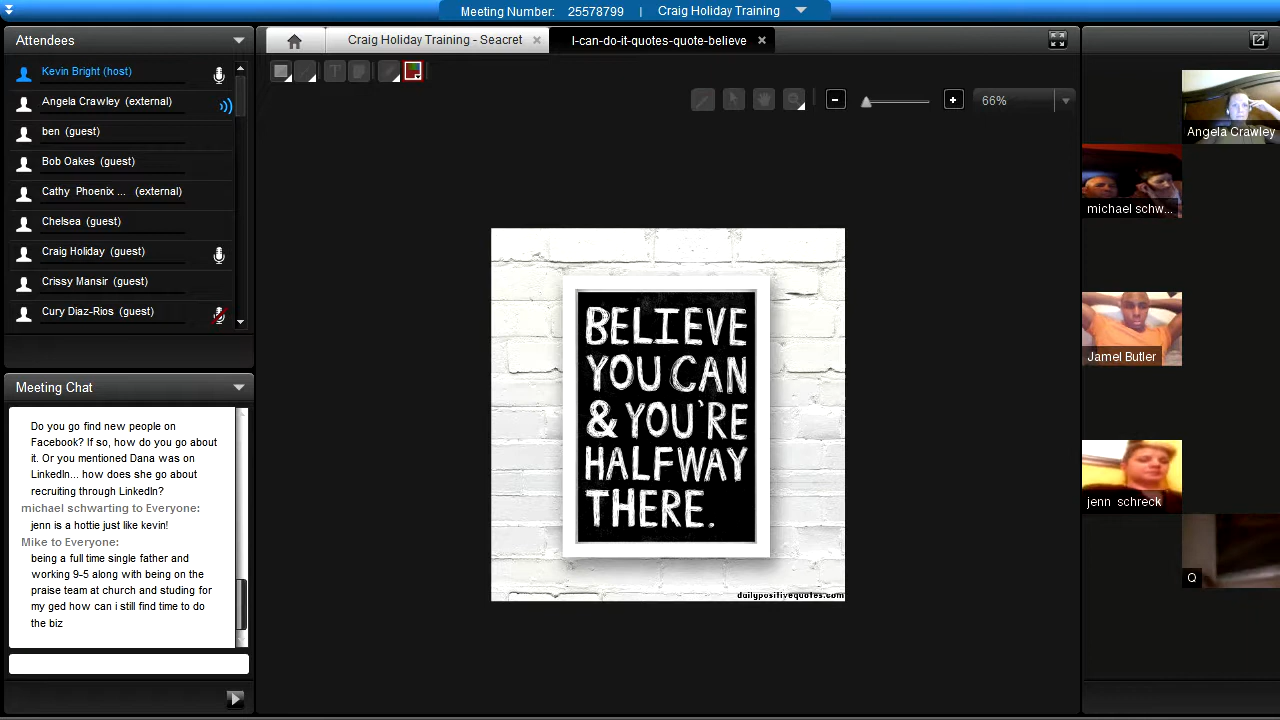 Meeting Number: 25578799 | Craig Holiday Training
Attendees
Kevin Bright (host)
Angela Crawley (external)
ben (guest)
Bob Oakes (guest)
Cathy Phoenix ... (external)
Chelsea (guest)
Craig Holiday (guest)
Crissy Mansir (guest)
(guest)
Meeting Chat
Do you go find new people on
Facebook? If so, how do you go about
it. Or you mentioned Dana was on
LinkedIn.. how does she go about
recruiting through LinkedIn?
michael schwartzing to Everyone:
jenn is a hottie just like kevin!
Mike to Everyone:
being a full time single father and
working 9-5 along with being on the
praise team at church and studing for
my ged how can i still find time to do
the biz
Craig Holiday Training - Seacret
I-can-do-it-quotes-quote-believe
T
66%
BELIEVE
YOU CAN
& YOU'RE
HALFWAY
THERE.
dailypositivequotes.com
Angela Crawley
michael schw...
Jamel Butler
jenn schreck
Q